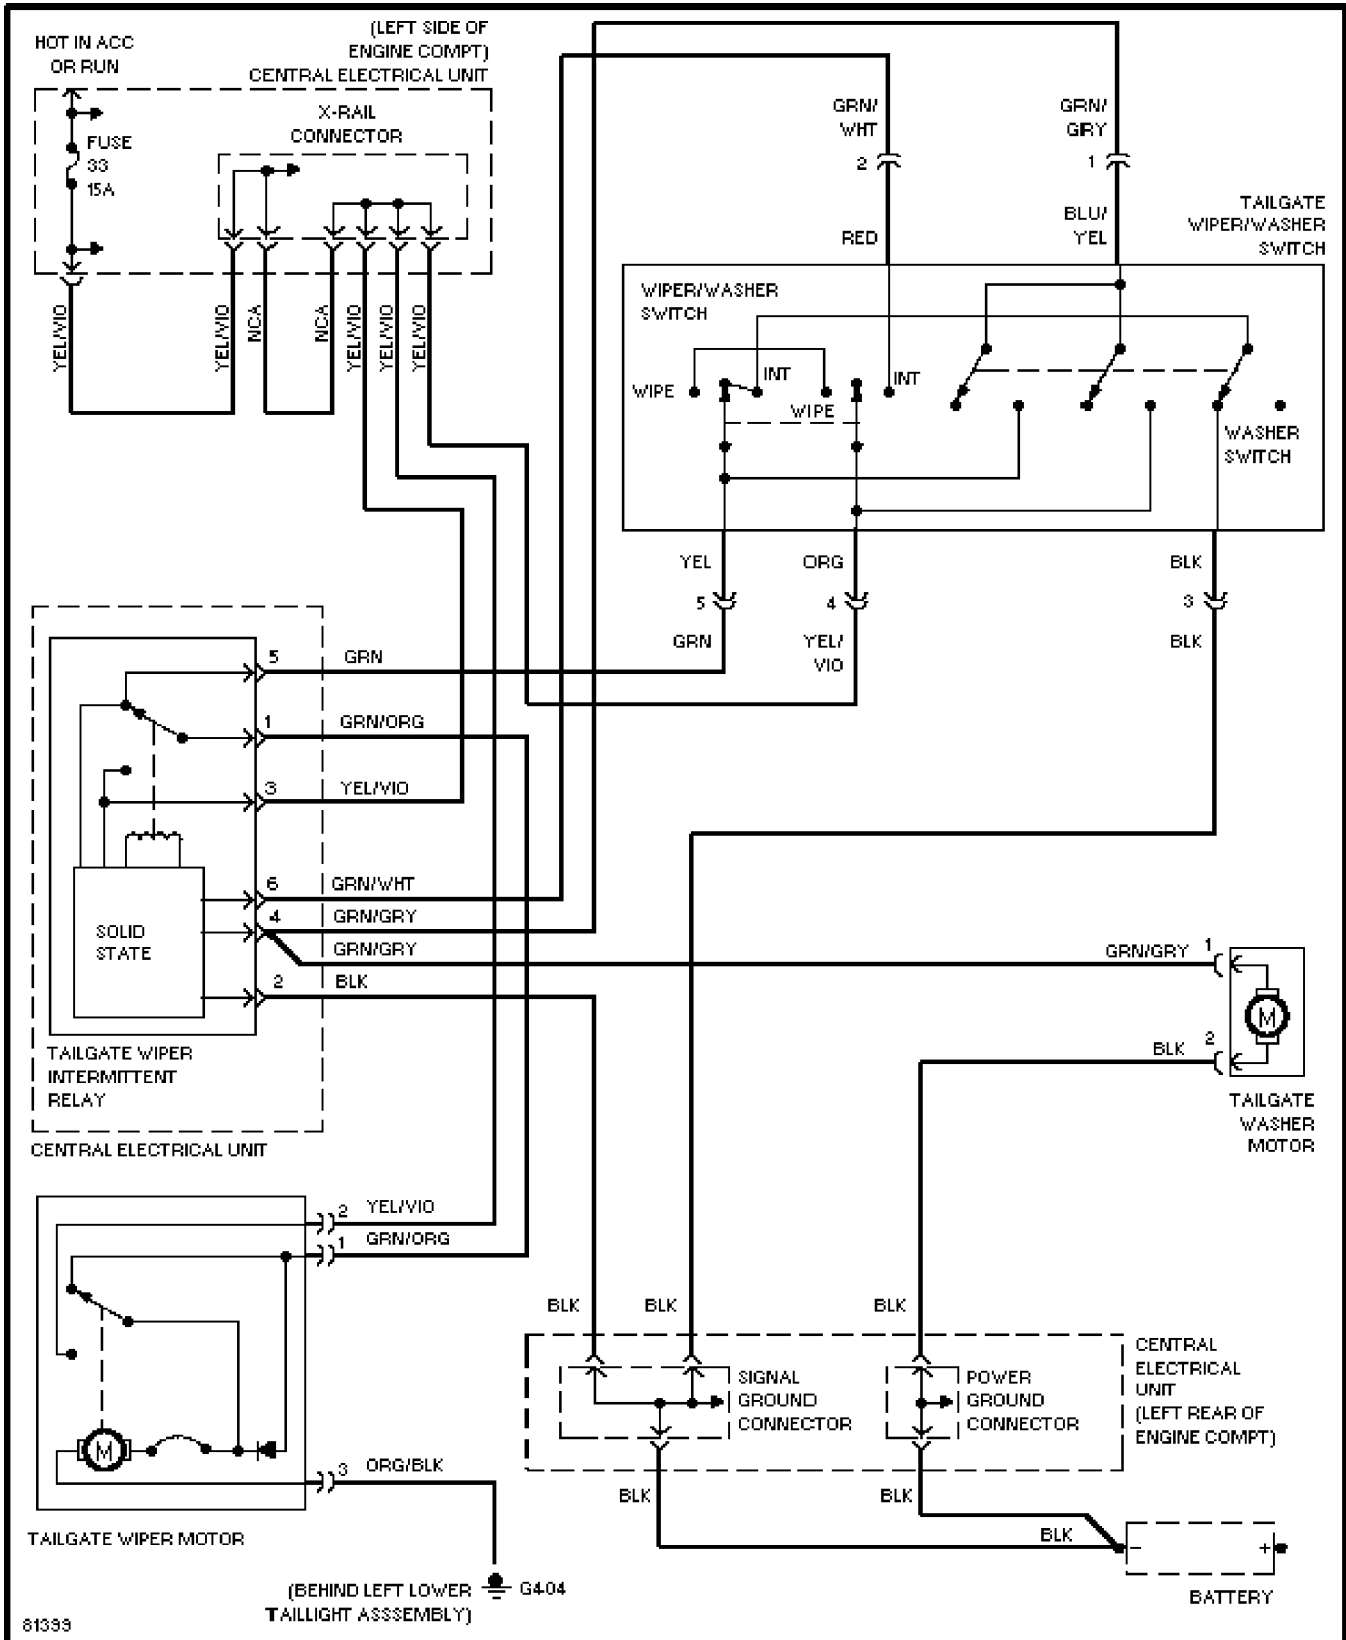 HOT IN ACC
OR RUN
(LEFT SIDE OF
ENGINE COMPT)
CENTRAL ELECTRICAL UNIT
X-RAIL
CONNECTOR
FUSE
33
15A
YEL/VIO
YEL/VIO
NCA
NCA
YEL/VIO
YEL/VIO
YEL/VIO
GRN/
WHT
2
RED
GRN/
GRY
1
BLU/
YEL
TAILGATE
WIPER/WASHER
SWITCH
WIPER/WASHER
SWITCH
WIPE
INT
WIPE
INT
WASHER
SWITCH
YEL
5
GRN
ORG
4
YEL/
VIO
BLK
3
BLK
5 GRN
1 GRN/ORG
3 YEL/VIO
6 GRN/WHT
4 GRN/GRY
GRN/GRY
2 BLK
SOLID
STATE
TAILGATE WIPER
INTERMITTENT
RELAY
CENTRAL ELECTRICAL UNIT
GRN/GRY 1
M
BLK 2
TAILGATE
WASHER
MOTOR
2 YEL/VIO
1 GRN/ORG
M
3 ORG/BLK
TAILGATE WIPER MOTOR
BLK
BLK
BLK
SIGNAL
GROUND
CONNECTOR
POWER
GROUND
CONNECTOR
CENTRAL
ELECTRICAL
UNIT
(LEFT REAR OF
ENGINE COMPT)
BLK
BLK
BLK
- +
BATTERY
(BEHIND LEFT LOWER
TAILLIGHT ASSSEMBLY)
G404
81399